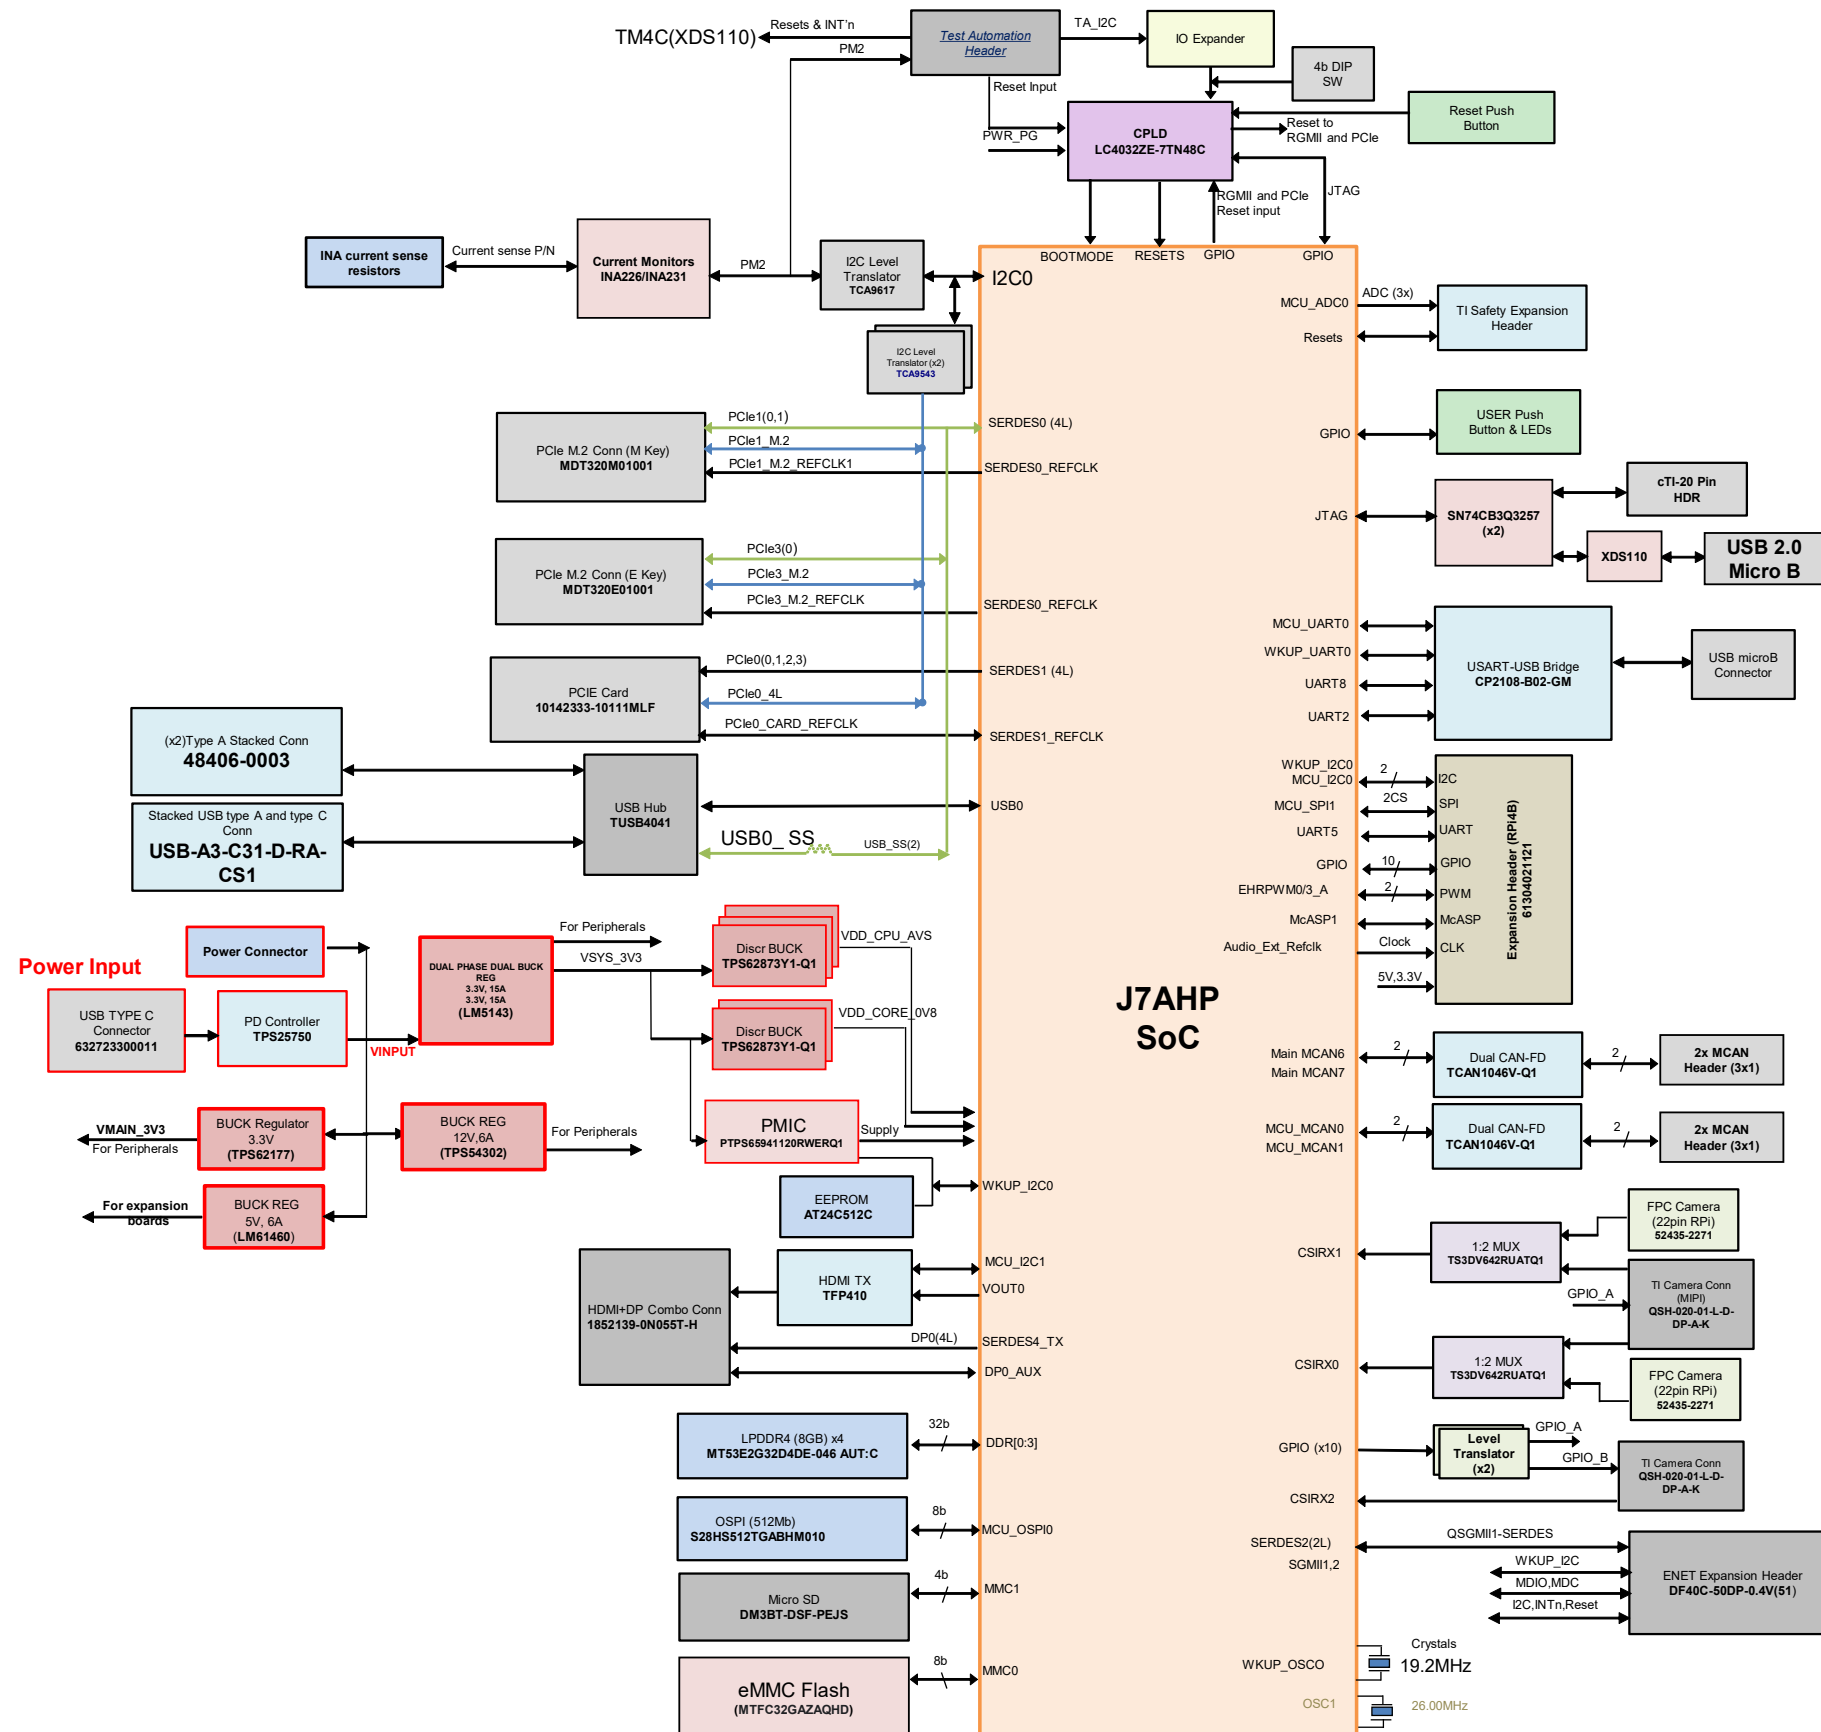 TM4C(XDS110)
Resets & INT'n
PM2
Test Automation
Header
TA_I2C
IO Expander
4b DIP
SW
Reset Input
PWR_PG
CPLD
LC4032ZE-7TN48C
Reset to
RGMII and PCIe
Reset Push
Button
RGMII and PCIe
Reset input
JTAG
INA current sense
resistors
Current sense P/N
Current Monitors
INA226/INA231
PM2
I2C Level
Translator
TCA9617
I2C0
BOOTMODE
RESETS
GPIO
GPIO
I2C Level
Translator (x2)
TCA9543
MCU_ADC0
ADC (3x)
Resets
TI Safety Expansion
Header
PCIe M.2 Conn (M Key)
MDT320M01001
PCIe1(0,1)
PCIe1_M.2
PCIe1_M.2_REFCLK1
SERDES0 (4L)
SERDES0_REFCLK
GPIO
USER Push
Button & LEDs
JTAG
SN74CB3Q3257
(x2)
cTI-20 Pin
HDR
XDS110
USB 2.0
Micro B
PCIe M.2 Conn (E Key)
MDT320E01001
PCIe3(0)
PCIe3_M.2
PCIe3_M.2_REFCLK
SERDES0_REFCLK
MCU_UART0
WKUP_UART0
UART8
UART2
USART-USB Bridge
CP2108-B02-GM
USB microB
Connector
PCIE Card
10142333-10111MLF
PCIe0(0,1,2,3)
PCIe0_4L
PCIe0_CARD_REFCLK
SERDES1 (4L)
SERDES1_REFCLK
(x2)Type A Stacked Conn
48406-0003
Stacked USB type A and type C
Conn
USB-A3-C31-D-RA-
CS1
USB Hub
TUSB4041
USB0
USB0_ SS
USB_SS(2)
WKUP_I2C0
MCU_I2C0
2
I2C
MCU_SPI1
2CS
SPI
UART5
UART
GPIO
10
GPIO
EHRPWM0/3_A
2
PWM
McASP1
McASP
Audio_Ext_Refclk
Clock
CLK
5V,3.3V
Expansion Header (RPi4B)
61304021121
Power Input
Power Connector
USB TYPE C
Connector
632723300011
PD Controller
TPS25750
VINPUT
DUAL PHASE DUAL BUCK
REG
3.3V, 15A
3.3V, 15A
(LM5143)
For Peripherals
VSYS_3V3
Discr BUCK
TPS62873Y1-Q1
VDD_CPU_AVS
Discr BUCK
TPS62873Y1-Q1
VDD_CORE_0V8
J7AHP
SoC
VMAIN_3V3
For Peripherals
BUCK Regulator
3.3V
(TPS62177)
BUCK REG
12V,6A
(TPS54302)
For Peripherals
PMIC
PTPS65941120RWERQ1
Supply
For expansion
boards
BUCK REG
5V, 6A
(LM61460)
EEPROM
AT24C512C
WKUP_I2C0
Main MCAN6
Main MCAN7
2
Dual CAN-FD
TCAN1046V-Q1
2
2x MCAN
Header (3x1)
MCU_MCAN0
MCU_MCAN1
2
Dual CAN-FD
TCAN1046V-Q1
2
2x MCAN
Header (3x1)
HDMI+DP Combo Conn
1852139-0N055T-H
HDMI TX
TFP410
MCU_I2C1
VOUT0
DP0(4L)
SERDES4_TX
DP0_AUX
CSIRX1
1:2 MUX
TS3DV642RUATQ1
FPC Camera
(22pin RPi)
52435-2271
GPIO_A
TI Camera Conn
(MIPI)
QSH-020-01-L-D-
DP-A-K
CSIRX0
1:2 MUX
TS3DV642RUATQ1
FPC Camera
(22pin RPi)
52435-2271
LPDDR4 (8GB) x4
MT53E2G32D4DE-046 AUT:C
32b
DDR[0:3]
GPIO (x10)
Level
Translator
(x2)
GPIO_A
GPIO_B
TI Camera Conn
QSH-020-01-L-D-
DP-A-K
CSIRX2
OSPI (512Mb)
S28HS512TGABHM010
8b
MCU_OSPI0
SERDES2(2L)
SGMII1,2
QSGMII1-SERDES
WKUP_I2C
MDIO,MDC
I2C,INTn,Reset
ENET Expansion Header
DF40C-50DP-0.4V(51)
Micro SD
DM3BT-DSF-PEJS
4b
MMC1
eMMC Flash
(MTFC32GAZAQHD)
8b
MMC0
WKUP_OSCO
Crystals
19.2MHz
OSC1
26.00MHz